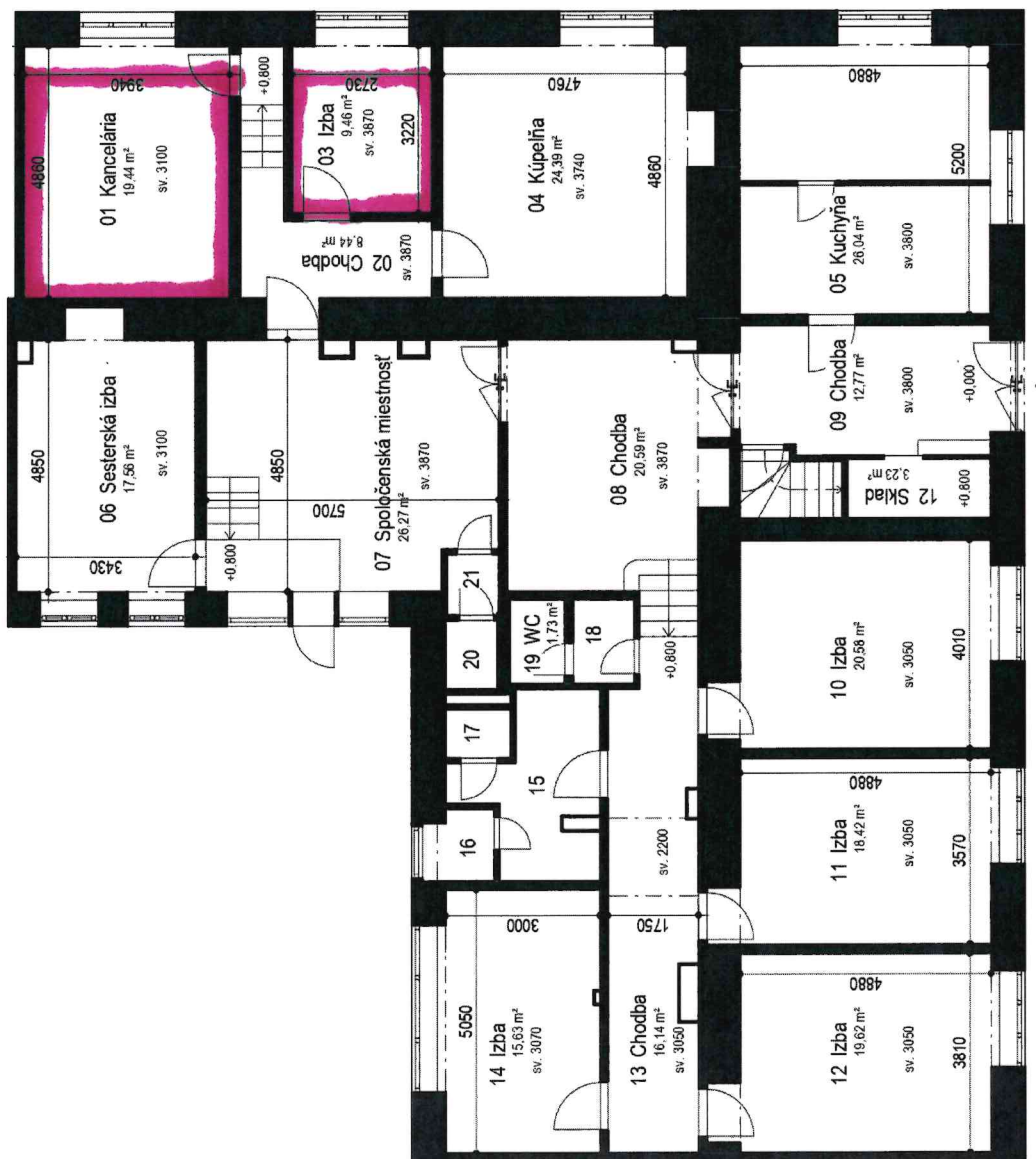 01 Kancelária
19,44 m²
sv. 3100
3940
4860
+0,800
03 Izba
9,46 m²
sv. 3870
2730
3220
02 Chodba
8,44 m²
sv. 3870
04 Kúpeľňa
24,39 m²
sv. 3740
4760
4860
05 Kuchyňa
26,04 m²
sv. 3800
4880
5200
06 Sesterská izba
17,56 m²
sv. 3100
4850
3430
07 Spoločenská miestnosť
26,27 m²
sv. 3870
4850
5700
+0,800
08 Chodba
20,59 m²
sv. 3870
09 Chodba
12,77 m²
sv. 3800
+0,000
12 Sklad
3,23 m²
+0,800
21
20
19 WC
1,73 m²
18
+0,800
17
15
16
10 Izba
20,58 m²
sv. 3050
4010
11 Izba
18,42 m²
sv. 3050
4880
3570
sv. 2200
14 Izba
15,63 m²
sv. 3070
5050
3000
13 Chodba
16,14 m²
sv. 3050
1750
12 Izba
19,62 m²
sv. 3050
4880
3810